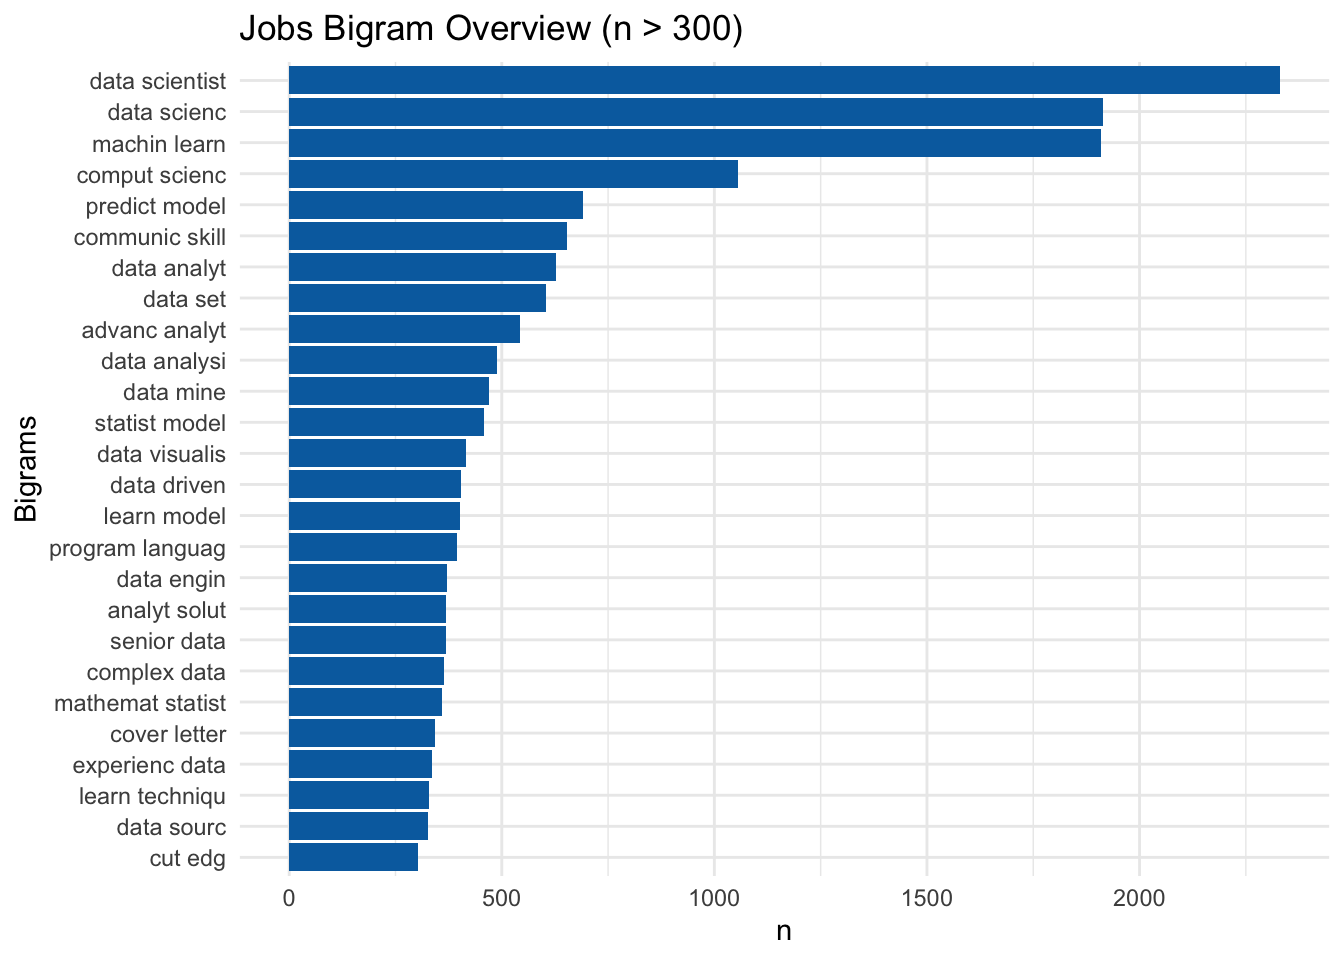 Jobs Bigram Overview (n > 300)
data scientist
data scienc
machin learn
comput scienc
predict model
communic skill
data analyt
data set
advanc analyt
data analysi
data mine
statist model
data visualis
data driven
learn model
program languag
data engin
analyt solut
senior data
complex data
mathemat statist
cover letter
experienc data
learn techniqu
data sourc
cut edg
Bigrams
0 500 1000 1500 2000
n